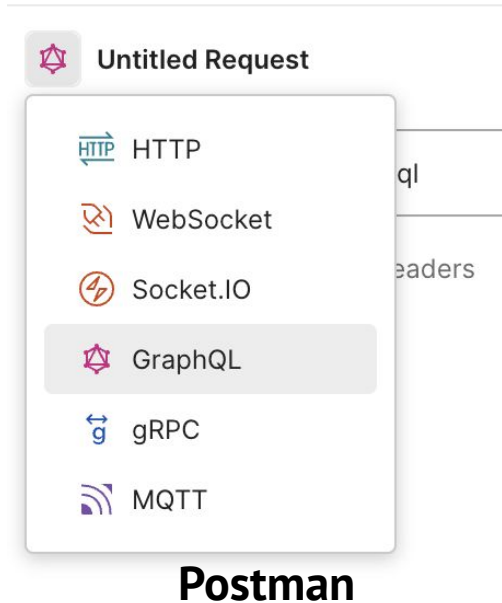 Untitled Request
HTTP HTTP
ql
WebSocket
eaders
Socket.IO
GraphQL
g gRPC
MQTT
Postman